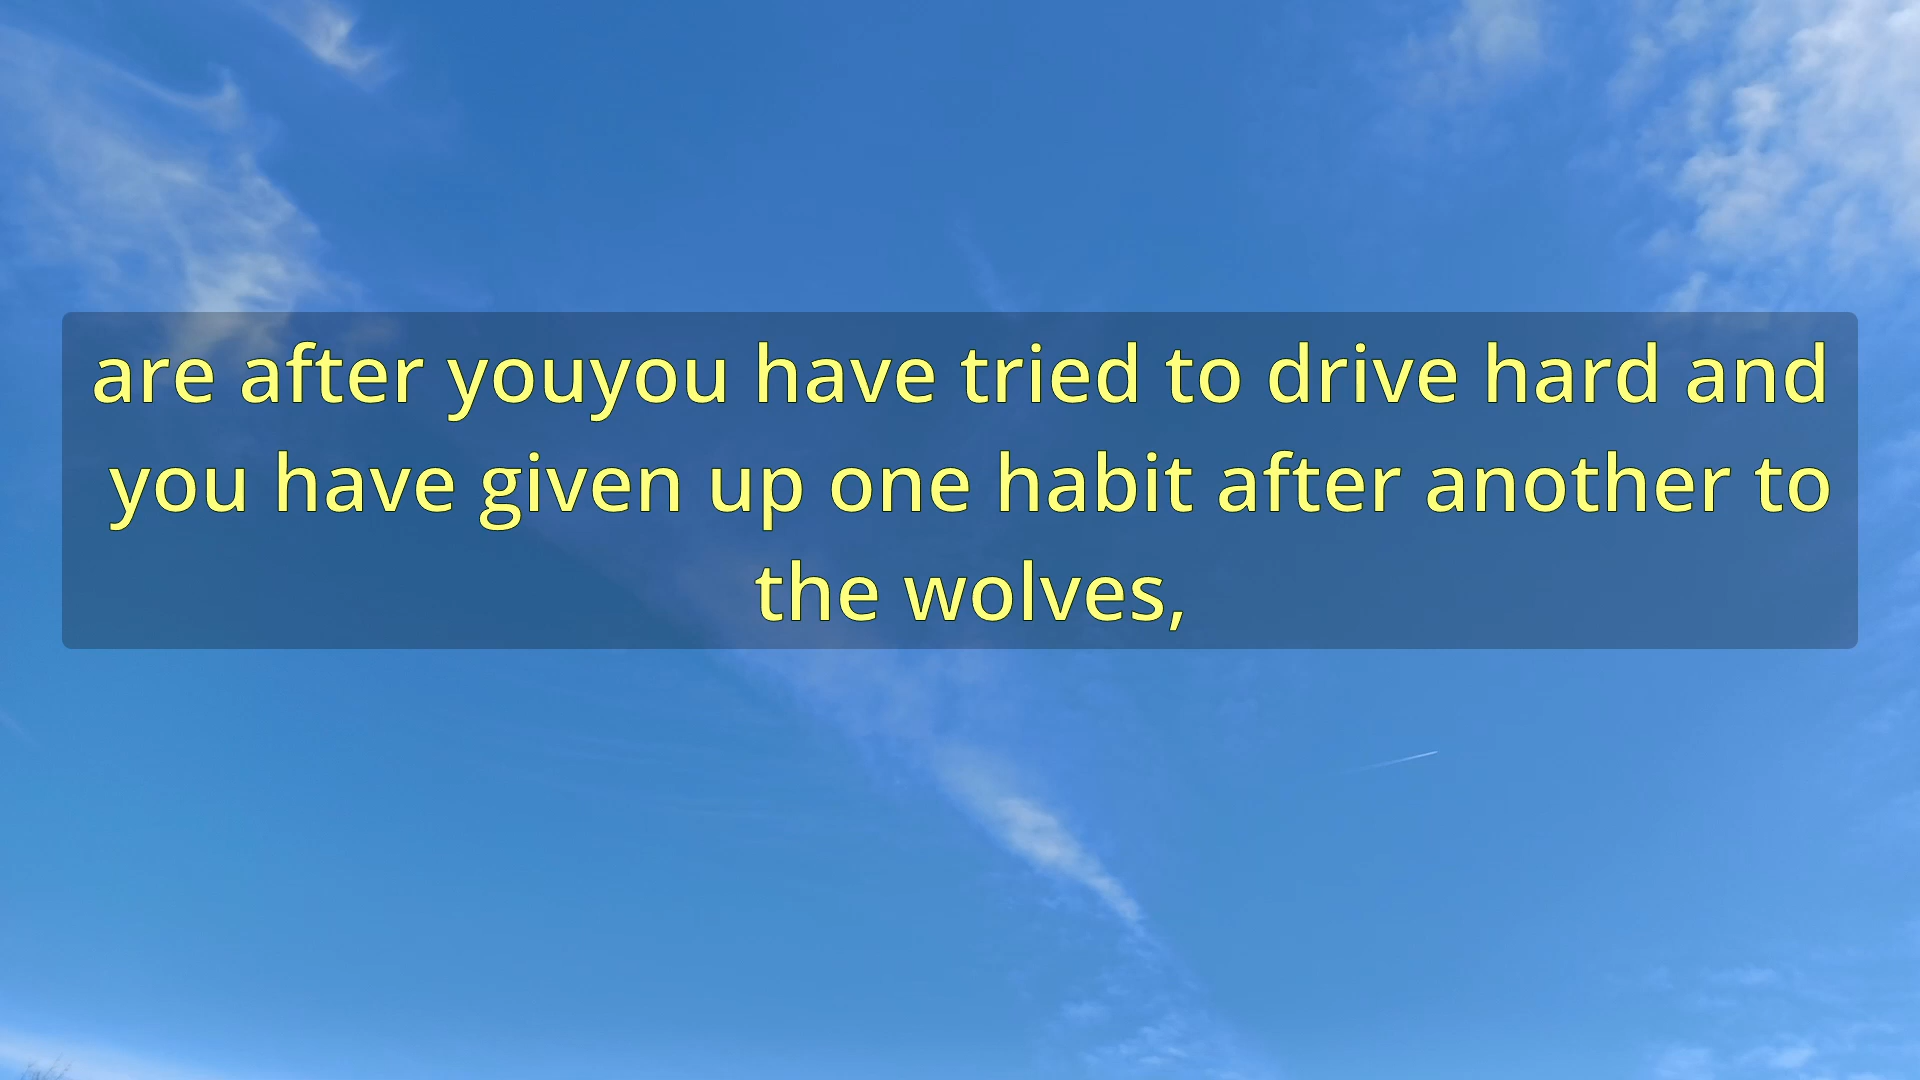 are after youyou have tried to drive hard and
you have given up one habit after another to
the wolves,